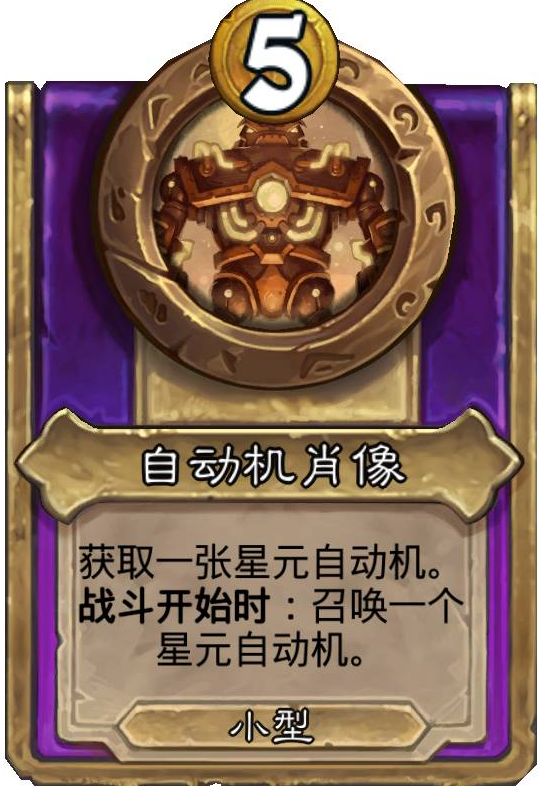 5
自动机肖像
获取一张星元自动机。
战斗开始时：召唤一个
星元自动机。
小型